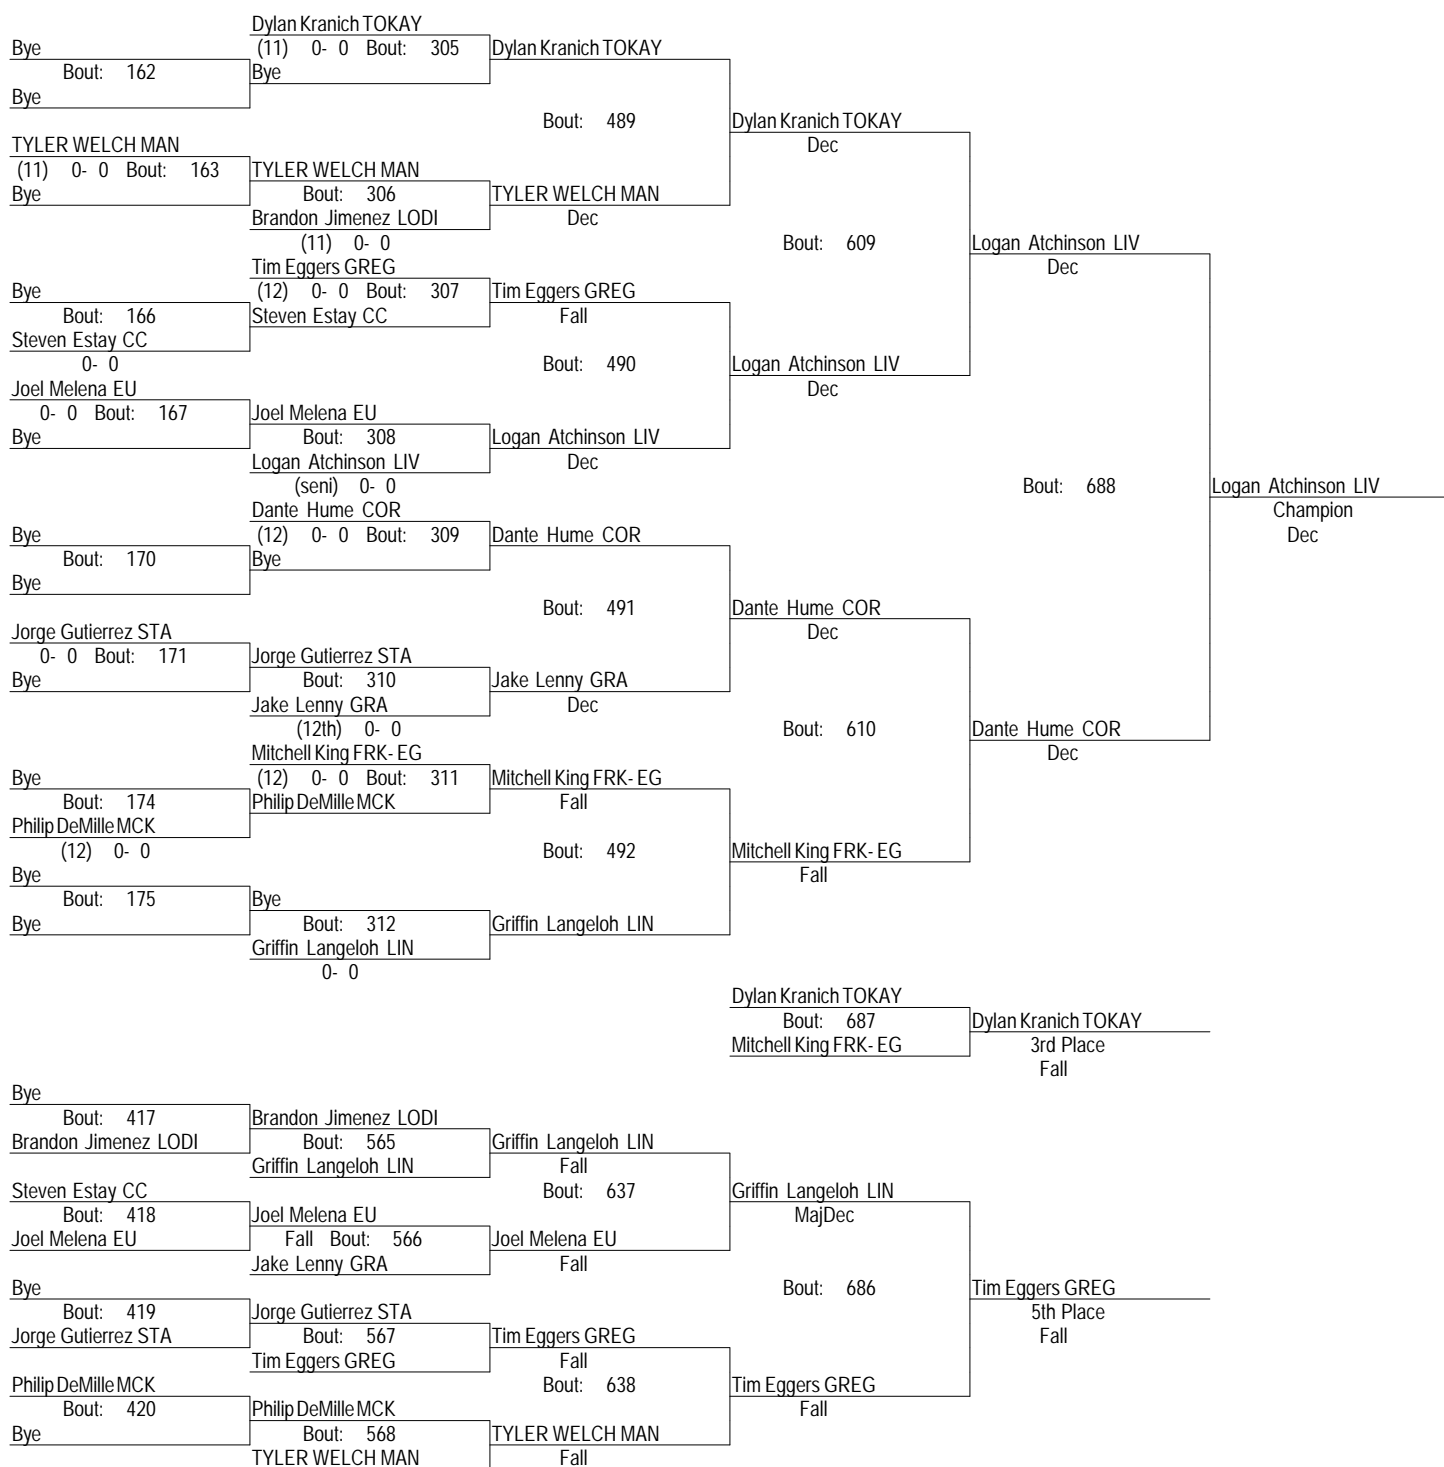 Dylan Kranich TOKAY
Bye (11) 0- 0 Bout: 305 Dylan Kranich TOKAY
Bout: 162 Bye
Bye
Bout: 489 Dylan Kranich TOKAY
TYLER WELCH MAN Dec
(11) 0- 0 Bout: 163 TYLER WELCH MAN
Bye Bout: 306 TYLER WELCH MAN
Brandon Jimenez LODI Dec
(11) 0- 0 Bout: 609 Logan Atchinson LIV
Tim Eggers GREG Dec
Bye (12) 0- 0 Bout: 307 Tim Eggers GREG
Bout: 166 Steven Estay CC Fall
Steven Estay CC
0- 0 Bout: 490 Logan Atchinson LIV
Joel Melena EU Dec
0- 0 Bout: 167 Joel Melena EU
Bye Bout: 308 Logan Atchinson LIV
Logan Atchinson LIV Dec
(seni) 0- 0 Bout: 688 Logan Atchinson LIV
Dante Hume COR Champion
Bye (12) 0- 0 Bout: 309 Dante Hume COR Dec
Bout: 170 Bye
Bye
Bout: 491 Dante Hume COR
Jorge Gutierrez STA Dec
0- 0 Bout: 171 Jorge Gutierrez STA
Bye Bout: 310 Jake Lenny GRA
Jake Lenny GRA Dec
(12th) 0- 0 Bout: 610 Dante Hume COR
Mitchell King FRK- EG Dec
Bye (12) 0- 0 Bout: 311 Mitchell King FRK- EG
Bout: 174 Philip DeMille MCK Fall
Philip DeMille MCK
(12) 0- 0 Bout: 492 Mitchell King FRK- EG
Bye Fall
Bout: 175 Bye
Bye Bout: 312 Griffin Langeloh LIN
Griffin Langeloh LIN
0- 0
Dylan Kranich TOKAY
Bout: 687 Dylan Kranich TOKAY
Mitchell King FRK- EG 3rd Place
Fall
Bye
Bout: 417 Brandon Jimenez LODI
Brandon Jimenez LODI Bout: 565 Griffin Langeloh LIN
Griffin Langeloh LIN Fall
Steven Estay CC Bout: 637 Griffin Langeloh LIN
Bout: 418 Joel Melena EU MajDec
Joel Melena EU Fall Bout: 566 Joel Melena EU
Jake Lenny GRA Fall
Bye Bout: 686 Tim Eggers GREG
Bout: 419 Jorge Gutierrez STA 5th Place
Jorge Gutierrez STA Bout: 567 Tim Eggers GREG Fall
Tim Eggers GREG Fall
Philip DeMille MCK Bout: 638 Tim Eggers GREG
Bout: 420 Philip DeMille MCK Fall
Bye Bout: 568 TYLER WELCH MAN
TYLER WELCH MAN Fall